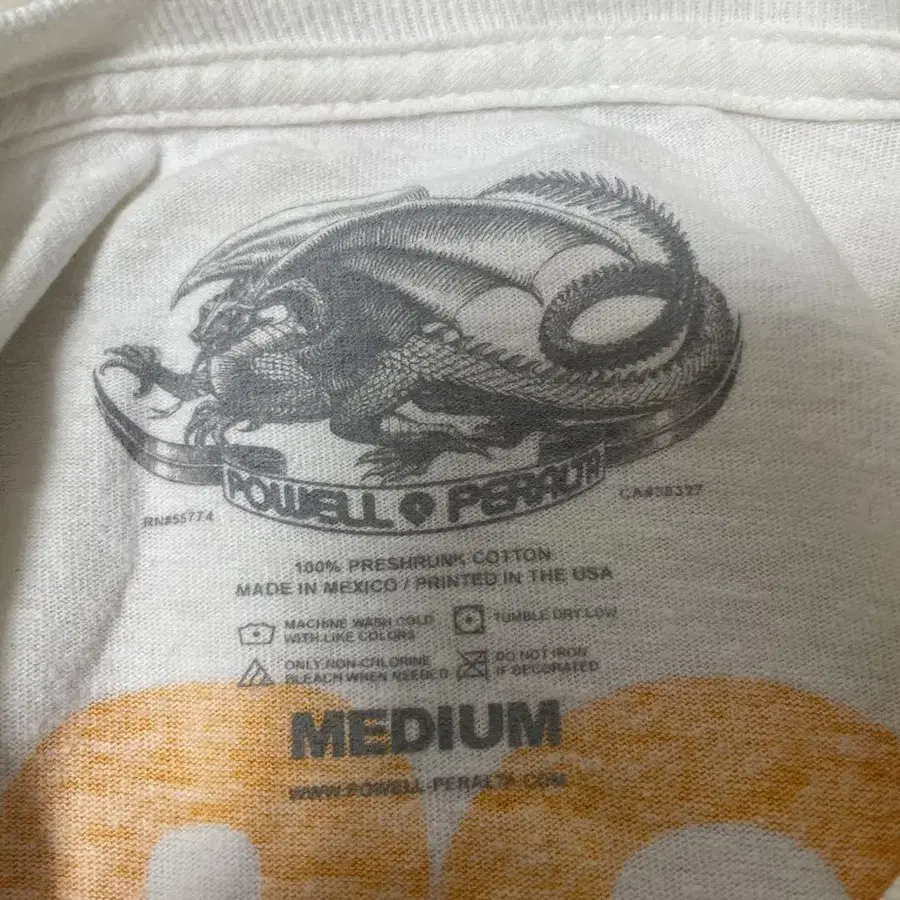 POWELL PERALTA
RN#55774
100% PRESHRUNK COTTON
MADE IN MEXICO / PRINTED IN THE USA
MACHINE WASH COLD
WITH LIKE COLORS
TUMBLE DRY LOW
ONLY NON-CHLORINE
BLEACH WHEN NEEDED
DO NOT IRON
IF DECORATED
MEDIUM
WWW.POWELL-PERALTA.COM